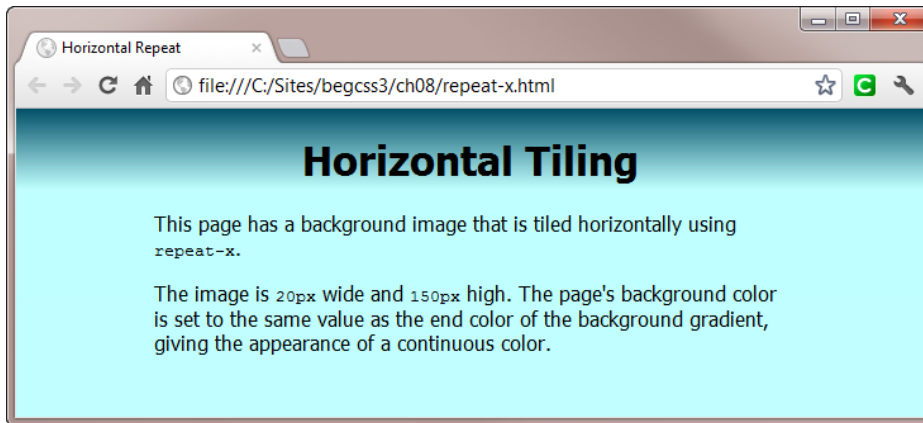 Horizontal Repeat
file:///C:/Sites/begcss3/ch08/repeat-x.html
C
Horizontal Tiling
This page has a background image that is tiled horizontally using
repeat-x.
The image is 20px wide and 150px high. The page's background color
is set to the same value as the end color of the background gradient,
giving the appearance of a continuous color.